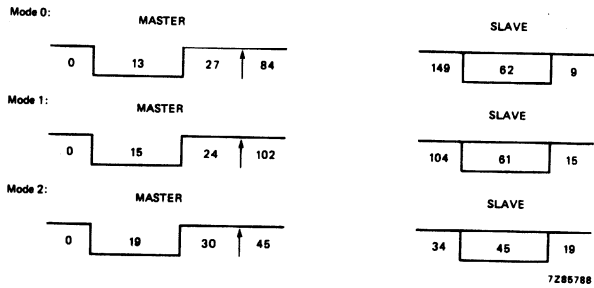 Mode 0:
MASTER
SLAVE
0 13 27 84
149 62 9
Mode 1:
MASTER
SLAVE
0 15 24 102
104 61 15
Mode 2:
MASTER
SLAVE
0 19 30 45
34 45 19
7Z85788